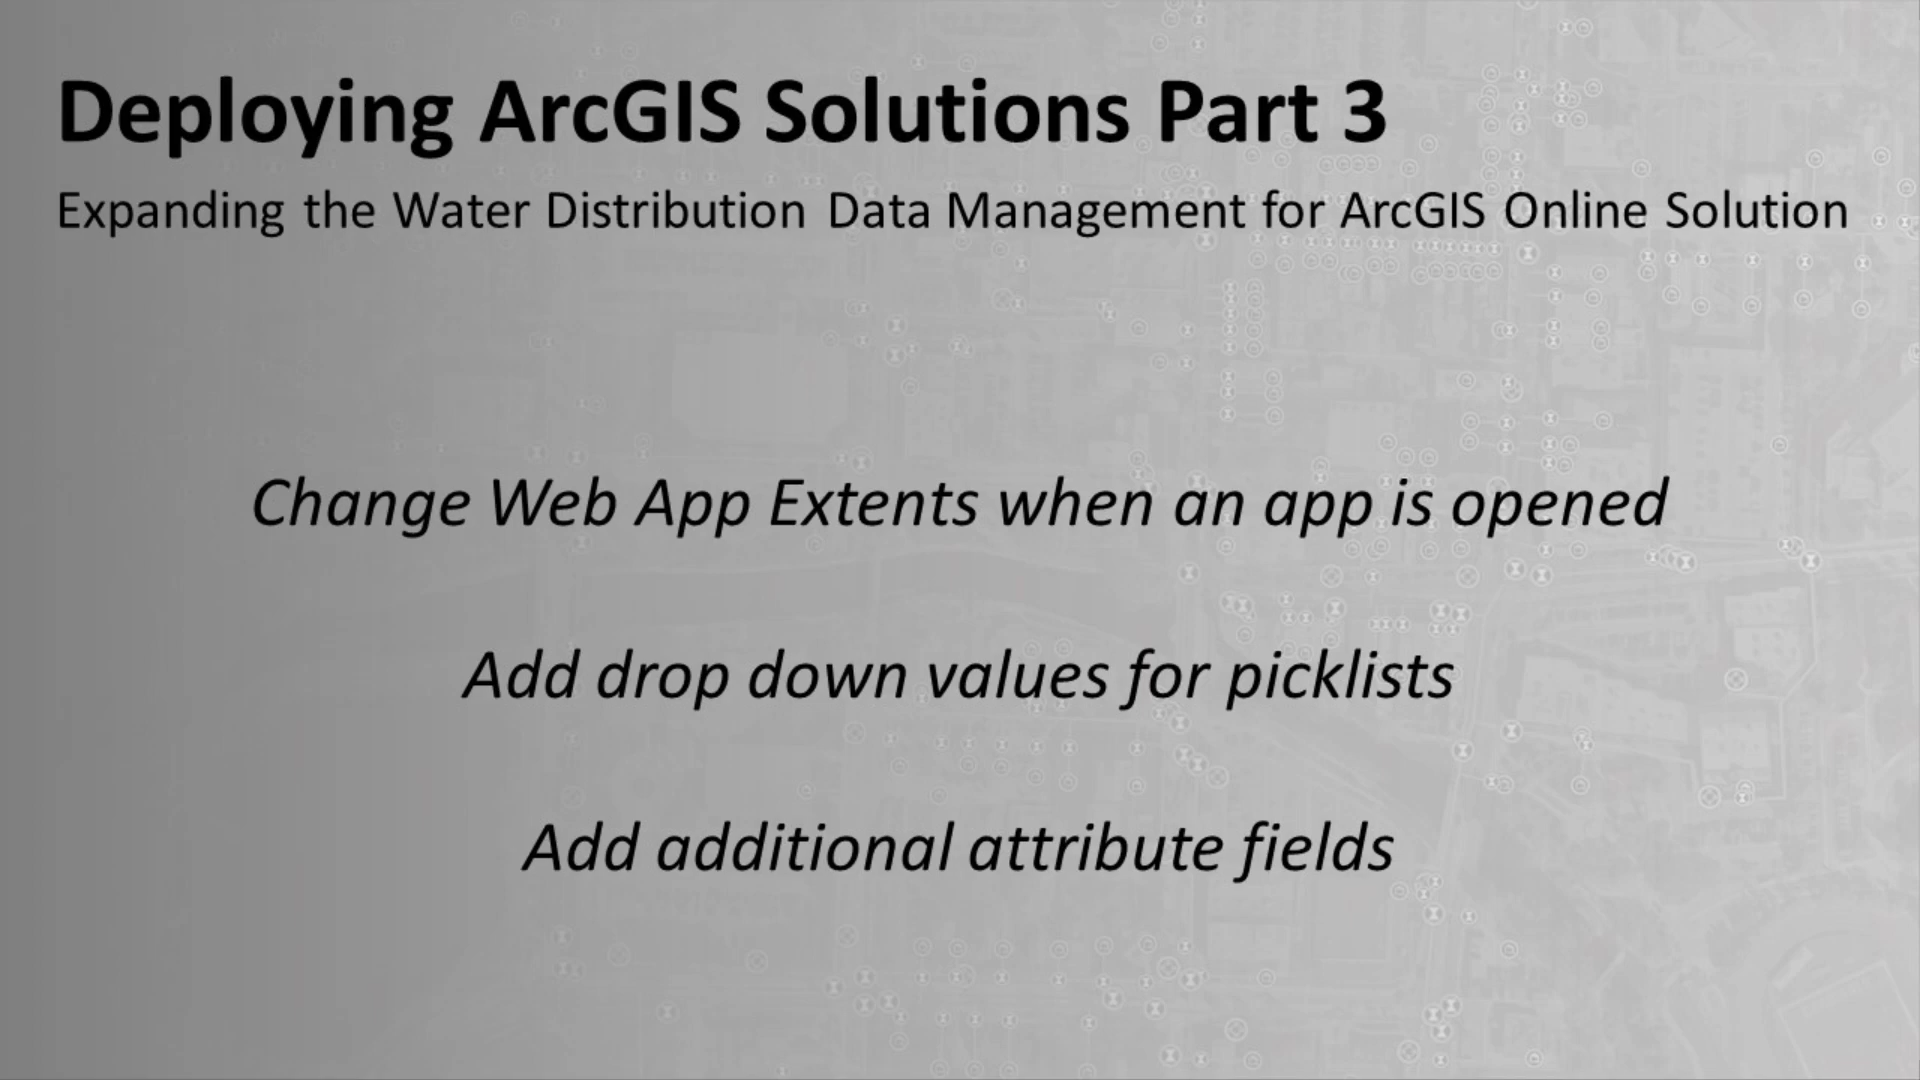 Deploying ArcGIS Solutions Part 3
Expanding the Water Distribution Data Management for ArcGIS Online Solution
Change Web App Extents when an app is opened
Add drop down values for picklists
Add additional attribute fields